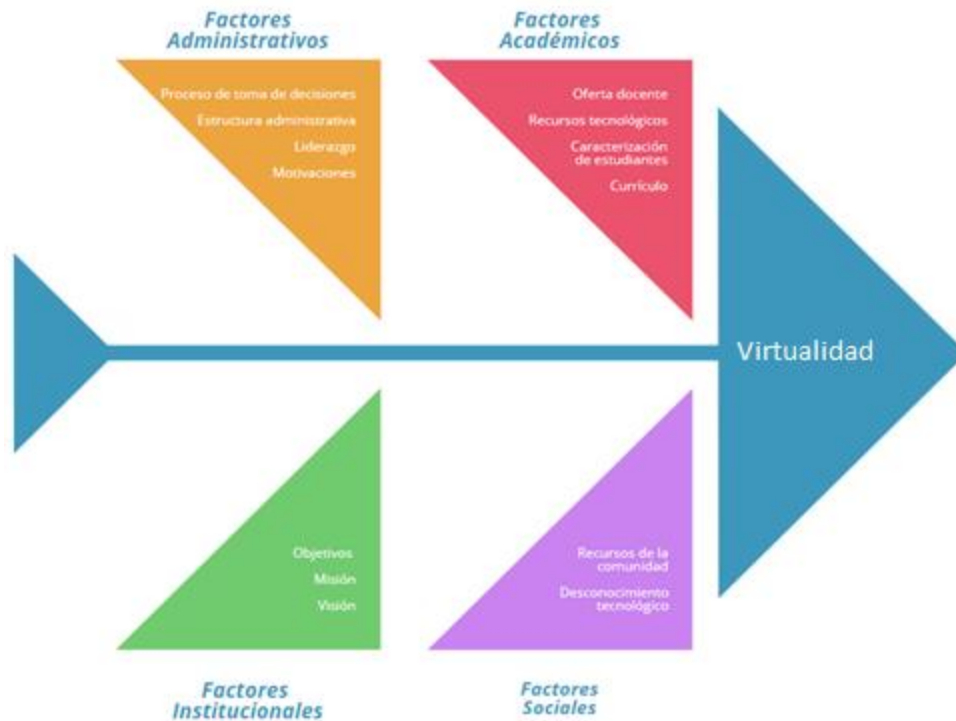 Factores
Administrativos
Proceso de toma de decisiones
Estructura administrativa
Liderazgo
Motivaciones
Factores
Académicos
Oferta docente
Recursos tecnológicos
Caracterización
de estudiantes
Currículo
Virtualidad
Objetivos
Misión
Visión
Factores
Institucionales
Recursos de la
comunidad
Desconocimiento
tecnológico
Factores
Sociales